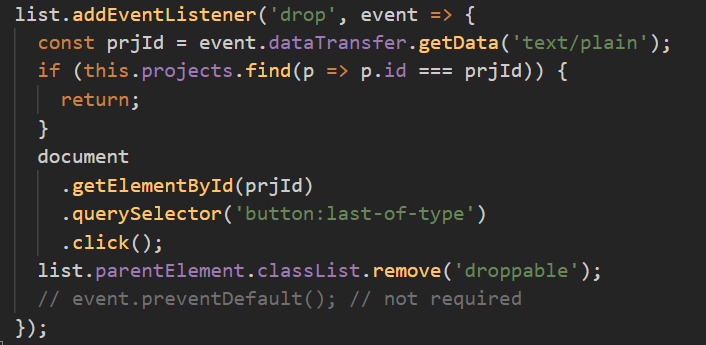 list.addEventListener('drop', event => {
const prjId = event.dataTransfer.getData('text/plain');
if (this.projects.find(p => p.id === prjId)) {
return;
}
document
.getElementById(prjId)
.querySelector('button:last-of-type')
.click();
list.parentElement.classList.remove('droppable');
// event.preventDefault(); // not required
});